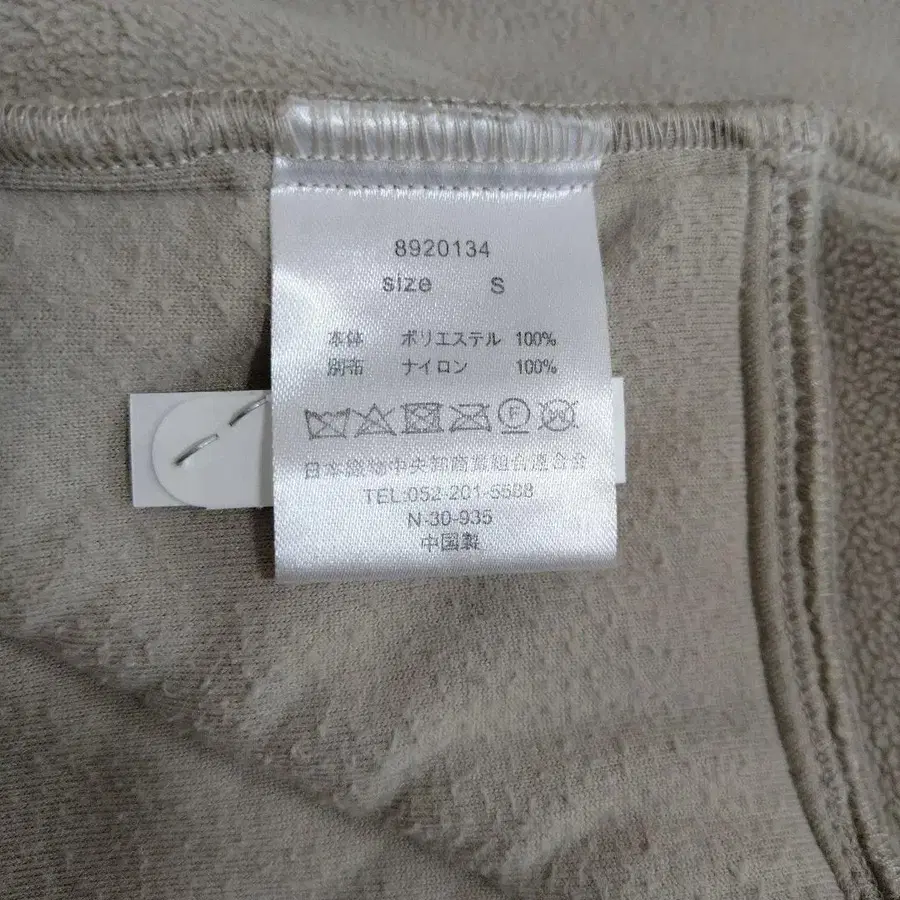 8920134
size S
本体 ポリエステル 100%
別布 ナイロン 100%
F W
日本織物中央卸商業組合連合会
TEL:052-201-5588
N-30-935
中国製